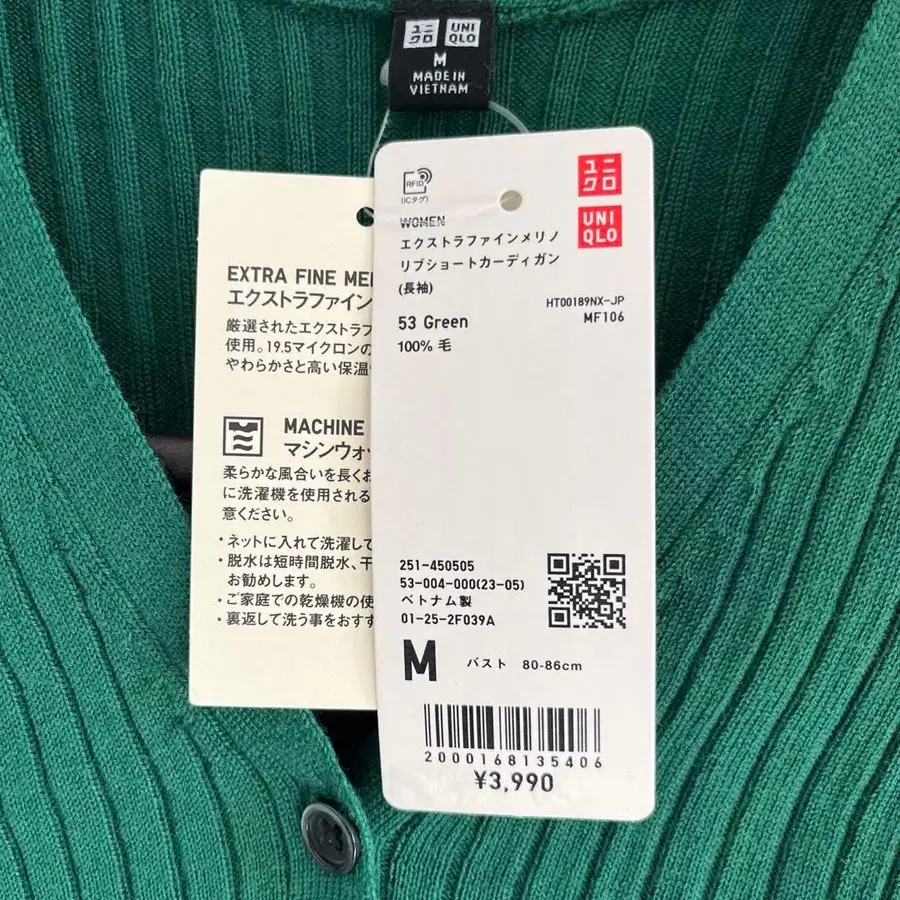 ユニ
クロ
UNI
QLO
M
MADE IN
VIETNAM
EXTRA FINE
エクストラファイン
厳選されたエクストラフ
使用。19.5マイクロンの
やわらかさと高い保温
MACHINE
マシンウォ
柔らかな風合いを長くお
に洗濯機を使用される
意ください。
・ネットに入れて洗濯して
・脱水は短時間脱水、干
お勧めします。
・ご家庭での乾燥機の使
・裏返して洗う事をおす
RFID
(ICタグ)
ユニ
クロ
UNI
QLO
WOMEN
エクストラファインメリノ
リブショートカーディガン
(長袖)
HT00189NX-JP
53 Green
MF106
100% 毛
251-450505
53-004-000(23-05)
ベトナム製
01-25-2F039A
M バスト 80-86cm
2000168135406
¥3,990